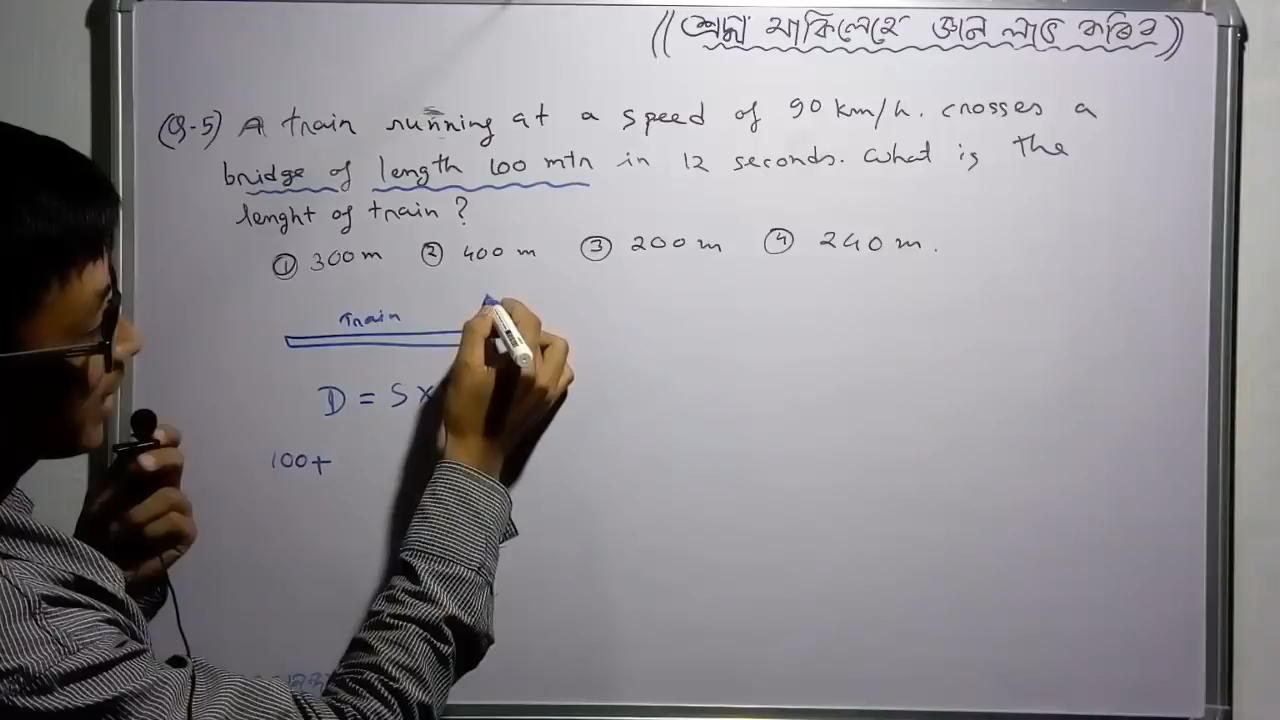 (( শ্ৰদ্ধা থাকিলেহে জ্ঞান লাভ কৰিব ))
(Q-5) A train running at a speed of 90 km/h. crosses a
bridge of length 100 mtr in 12 seconds. What is the
lenght of train ?
① 300 m ② 400 m ③ 200 m ④ 240 m.
Train
D = S ×
100+